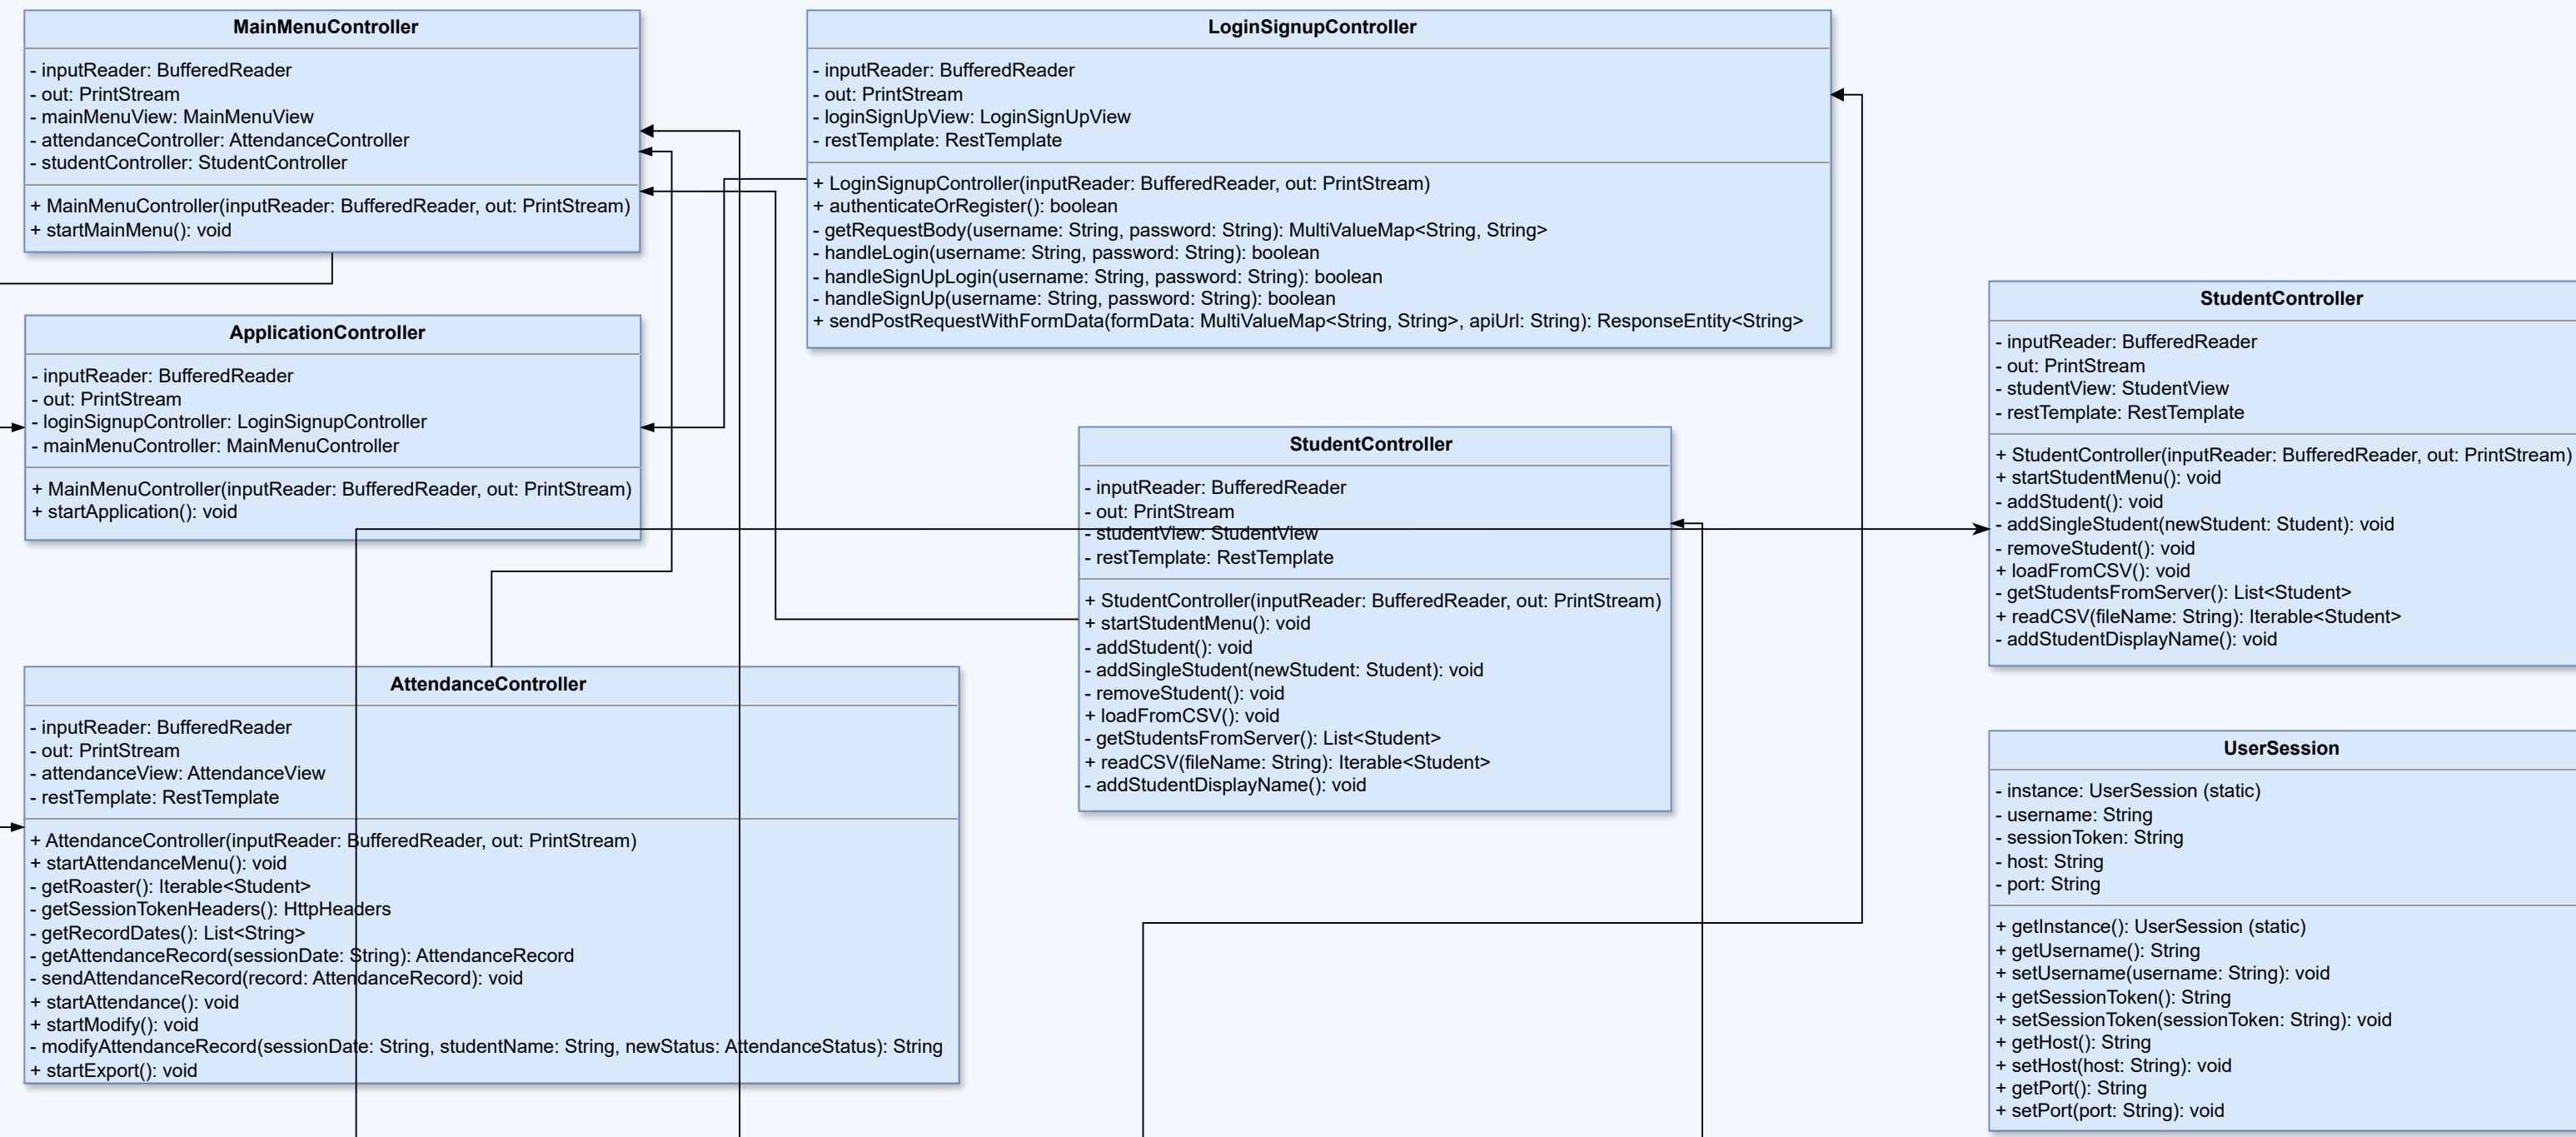 MainMenuController
- inputReader: BufferedReader
- out: PrintStream
- mainMenuView: MainMenuView
- attendanceController: AttendanceController
- studentController: StudentController
+ MainMenuController(inputReader: BufferedReader, out: PrintStream)
+ startMainMenu(): void
LoginSignupController
- inputReader: BufferedReader
- out: PrintStream
- loginSignUpView: LoginSignUpView
- restTemplate: RestTemplate
+ LoginSignupController(inputReader: BufferedReader, out: PrintStream)
+ authenticateOrRegister(): boolean
- getRequestBody(username: String, password: String): MultiValueMap<String, String>
- handleLogin(username: String, password: String): boolean
- handleSignUpLogin(username: String, password: String): boolean
- handleSignUp(username: String, password: String): boolean
+ sendPostRequestWithFormData(formData: MultiValueMap<String, String>, apiUrl: String): ResponseEntity<String>
ApplicationController
- inputReader: BufferedReader
- out: PrintStream
- loginSignupController: LoginSignupController
- mainMenuController: MainMenuController
+ MainMenuController(inputReader: BufferedReader, out: PrintStream)
+ startApplication(): void
StudentController
- inputReader: BufferedReader
- out: PrintStream
- studentView: StudentView
- restTemplate: RestTemplate
+ StudentController(inputReader: BufferedReader, out: PrintStream)
+ startStudentMenu(): void
- addStudent(): void
- addSingleStudent(newStudent: Student): void
- removeStudent(): void
+ loadFromCSV(): void
- getStudentsFromServer(): List<Student>
+ readCSV(fileName: String): Iterable<Student>
- addStudentDisplayName(): void
StudentController
- inputReader: BufferedReader
- out: PrintStream
- studentView: StudentView
- restTemplate: RestTemplate
+ StudentController(inputReader: BufferedReader, out: PrintStream)
+ startStudentMenu(): void
- addStudent(): void
- addSingleStudent(newStudent: Student): void
- removeStudent(): void
+ loadFromCSV(): void
- getStudentsFromServer(): List<Student>
+ readCSV(fileName: String): Iterable<Student>
- addStudentDisplayName(): void
AttendanceController
- inputReader: BufferedReader
- out: PrintStream
- attendanceView: AttendanceView
- restTemplate: RestTemplate
+ AttendanceController(inputReader: BufferedReader, out: PrintStream)
+ startAttendanceMenu(): void
- getRoaster(): Iterable<Student>
- getSessionTokenHeaders(): HttpHeaders
- getRecordDates(): List<String>
- getAttendanceRecord(sessionDate: String): AttendanceRecord
- sendAttendanceRecord(record: AttendanceRecord): void
+ startAttendance(): void
+ startModify(): void
- modifyAttendanceRecord(sessionDate: String, studentName: String, newStatus: AttendanceStatus): String
+ startExport(): void
UserSession
- instance: UserSession (static)
- username: String
- sessionToken: String
- host: String
- port: String
+ getInstance(): UserSession (static)
+ getUsername(): String
+ setUsername(username: String): void
+ getSessionToken(): String
+ setSessionToken(sessionToken: String): void
+ getHost(): String
+ setHost(host: String): void
+ getPort(): String
+ setPort(port: String): void